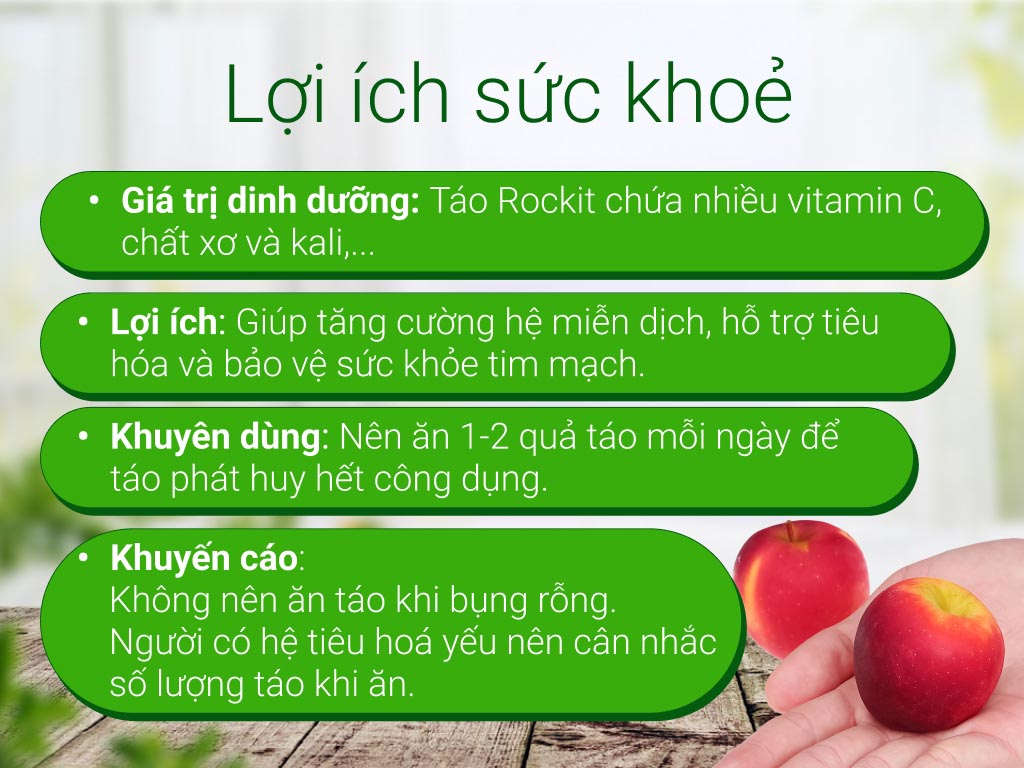 Lợi ích sức khoẻ
• Giá trị dinh dưỡng: Táo Rockit chứa nhiều vitamin C,
chất xơ và kali,...
• Lợi ích: Giúp tăng cường hệ miễn dịch, hỗ trợ tiêu
hóa và bảo vệ sức khỏe tim mạch.
• Khuyên dùng: Nên ăn 1-2 quả táo mỗi ngày để
táo phát huy hết công dụng.
• Khuyến cáo:
Không nên ăn táo khi bụng rỗng.
Người có hệ tiêu hoá yếu nên cân nhắc
số lượng táo khi ăn.